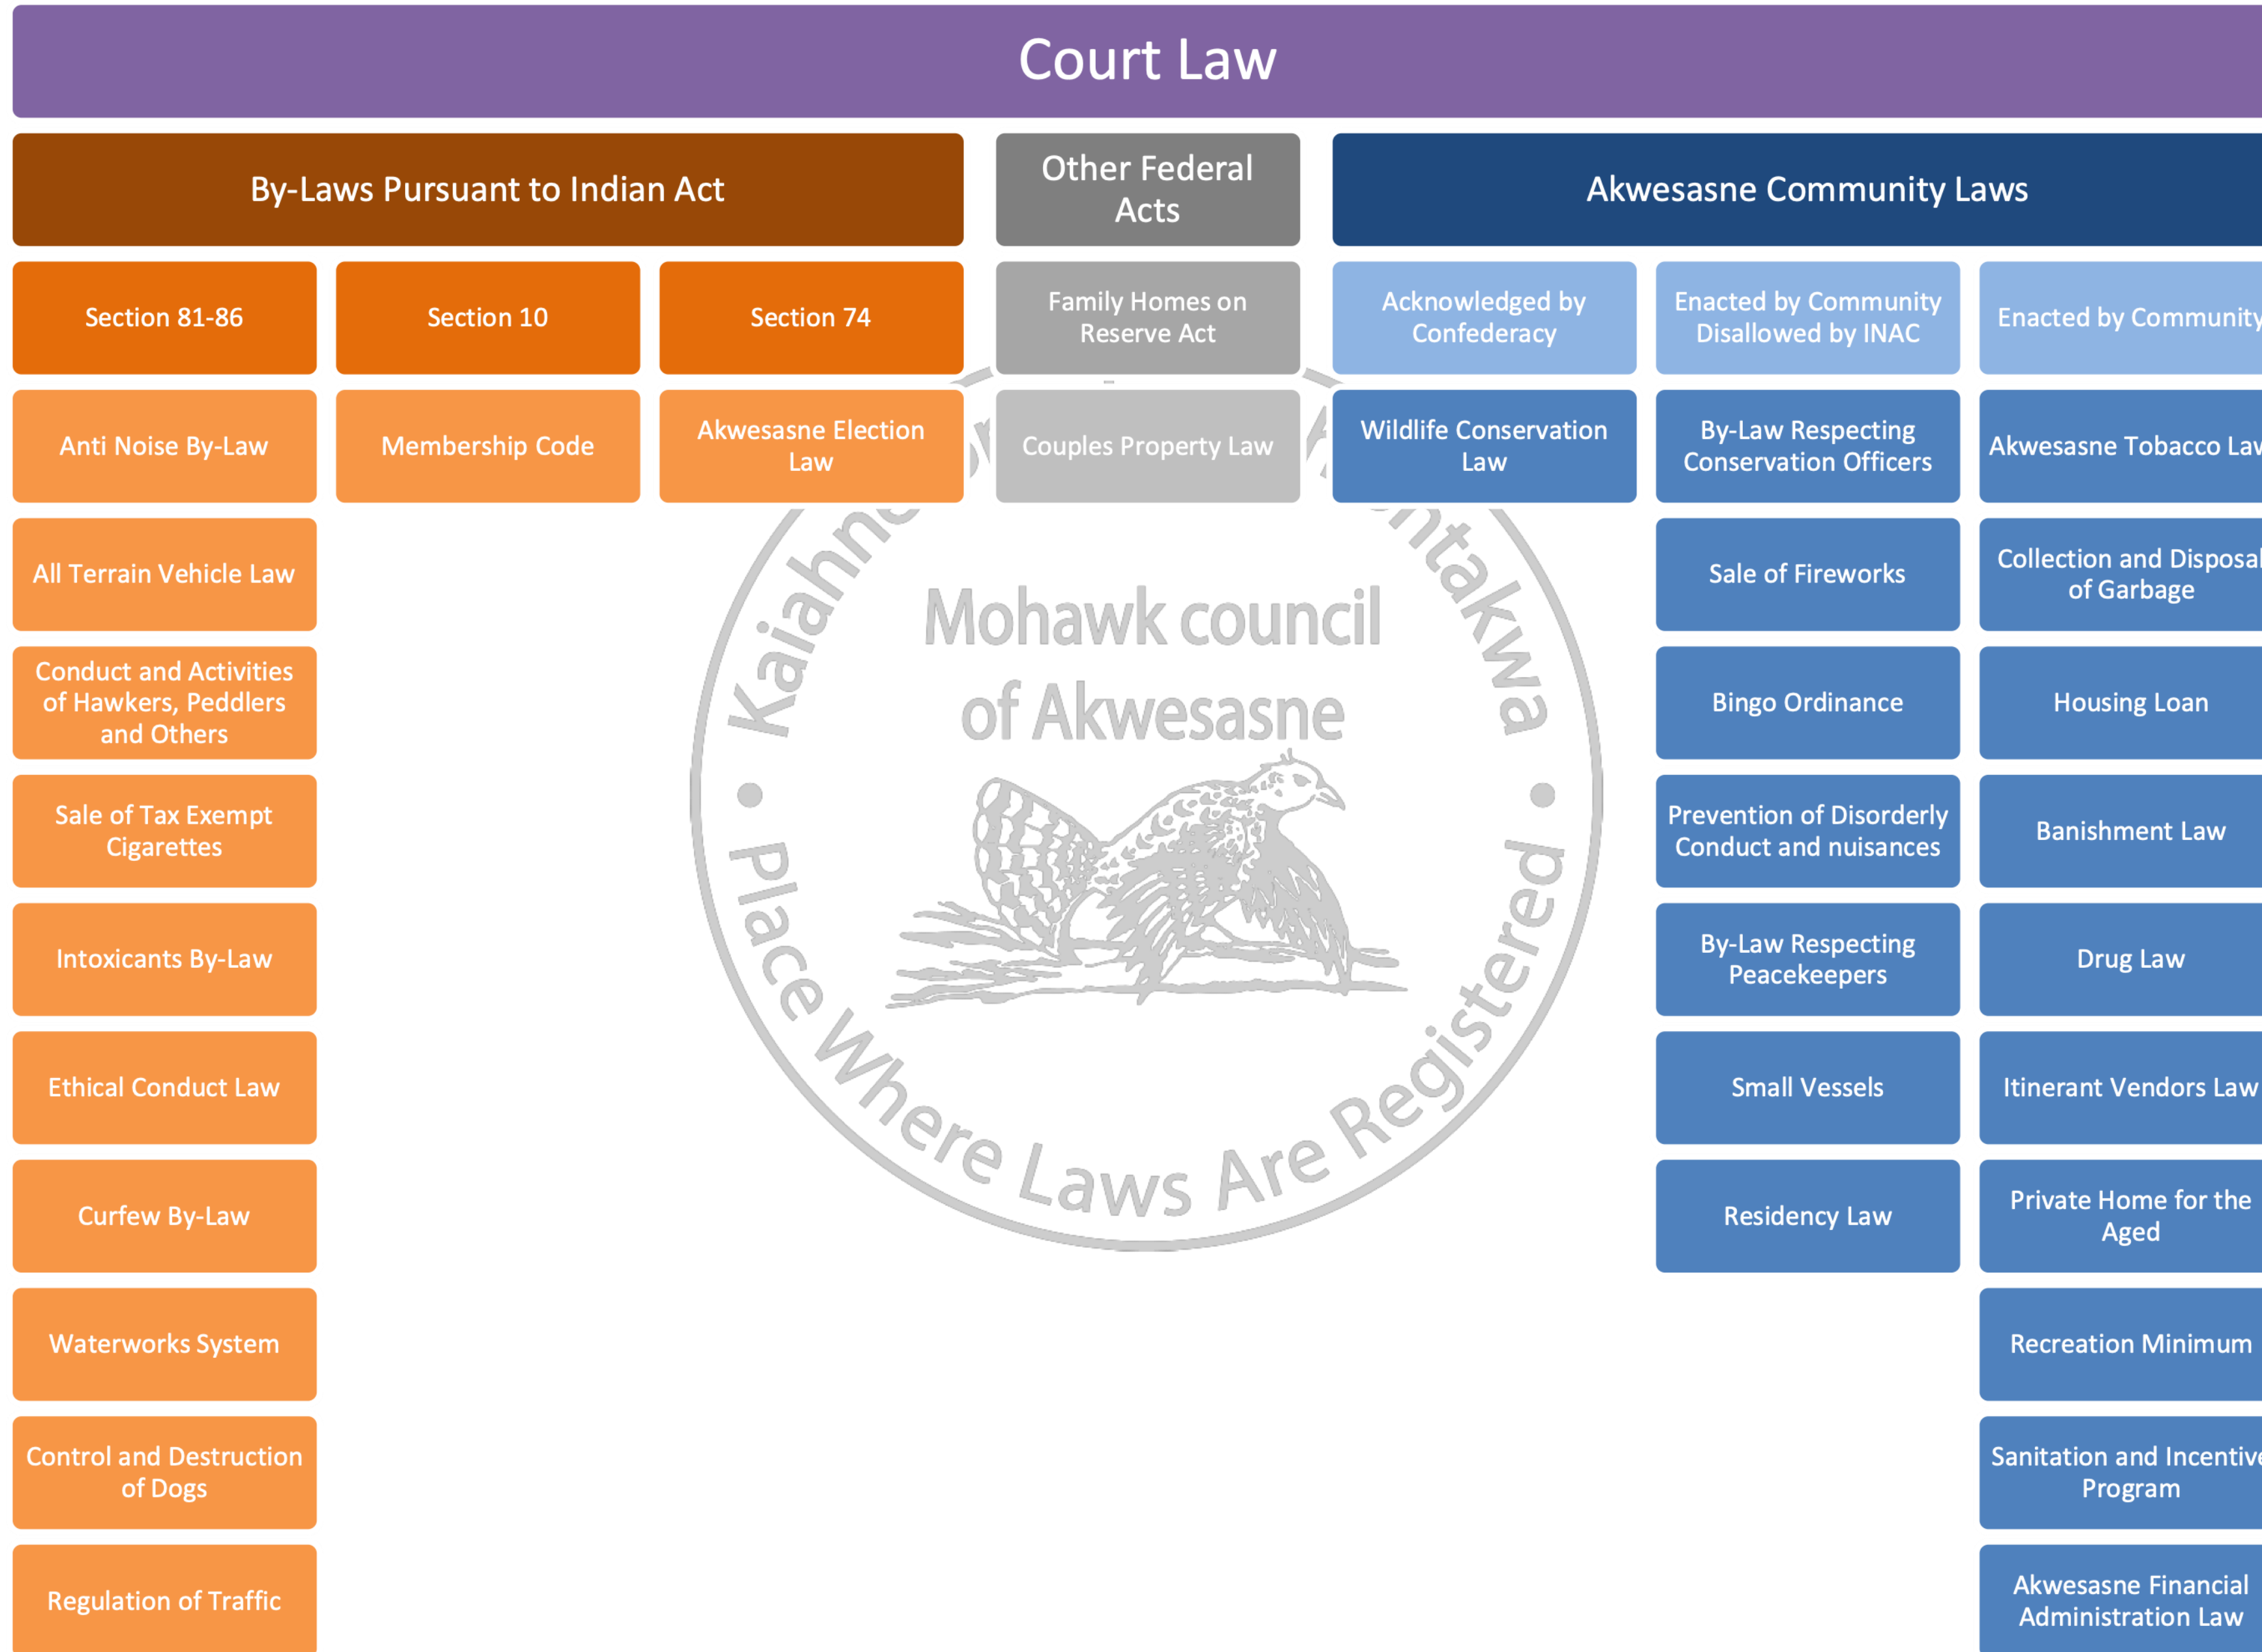 Court Law
By-Laws Pursuant to Indian Act
Other Federal
Acts
Akwesasne Community Laws
Section 81-86
Section 10
Section 74
Family Homes on
Reserve Act
Acknowledged by
Confederacy
Enacted by Community
Disallowed by INAC
Enacted by Community
Anti Noise By-Law
Membership Code
Akwesasne Election
Law
Couples Property Law
Wildlife Conservation
Law
By-Law Respecting
Conservation Officers
Akwesasne Tobacco Law
All Terrain Vehicle Law
Sale of Fireworks
Collection and Disposal
of Garbage
Conduct and Activities
of Hawkers, Peddlers
and Others
Bingo Ordinance
Housing Loan
Sale of Tax Exempt
Cigarettes
Prevention of Disorderly
Conduct and nuisances
Banishment Law
Intoxicants By-Law
By-Law Respecting
Peacekeepers
Drug Law
Ethical Conduct Law
Small Vessels
Itinerant Vendors Law
Curfew By-Law
Residency Law
Private Home for the
Aged
Waterworks System
Recreation Minimum
Control and Destruction
of Dogs
Sanitation and Incentive
Program
Regulation of Traffic
Akwesasne Financial
Administration Law
Mohawk council
of Akwesasne
Place Where Laws Are Registered